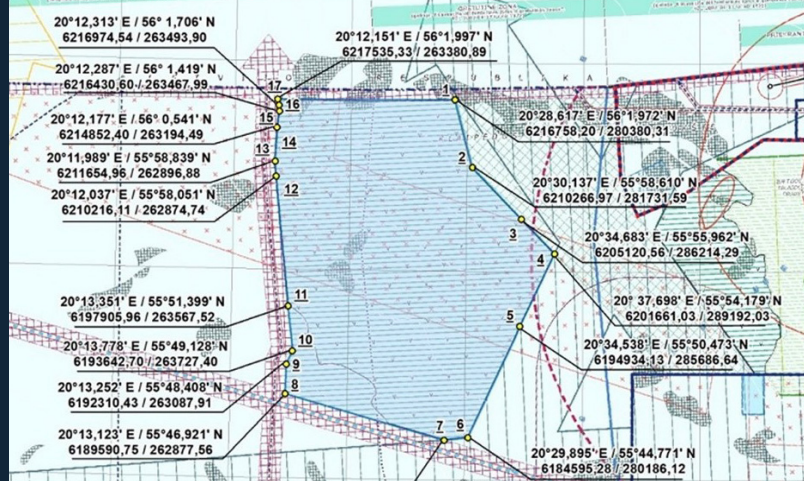 20°12,313' E / 56° 1,706' N
6216974,54 / 263493,90
20°12,151' E / 56°1,997' N
6217535,33 / 263380,89
20°12,287' E / 56° 1,419' N
6216430,60 / 263467,99
17
1
16
20°12,177' E / 56° 0,541' N
6214852,40 / 263194,49
15
20°28,617' E / 56°1,972' N
6216758,20 / 280380,31
14
20°11,989' E / 55°58,839' N
6211654,96 / 262896,88
13
2
20°12,037' E / 55°58,051' N
6210216,11 / 262874,74
12
20°30,137' E / 55°58,610' N
6210266,97 / 281731,59
3
20°34,683' E / 55°55,962' N
6205120,56 / 286214,29
4
20°13,351' E / 55°51,399' N
6197905,96 / 263567,52
11
20° 37,698' E / 55°54,179' N
6201661,03 / 289192,03
5
20°13,778' E / 55°49,128' N
6193642,70 / 263727,40
10
20°34,538' E / 55°50,473' N
6194934,13 / 285686,64
9
20°13,252' E / 55°48,408' N
6192310,43 / 263087,91
8
20°13,123' E / 55°46,921' N
6189590,75 / 262877,56
7
6
20°29,895' E / 55°44,771' N
6184595,28 / 280186,12